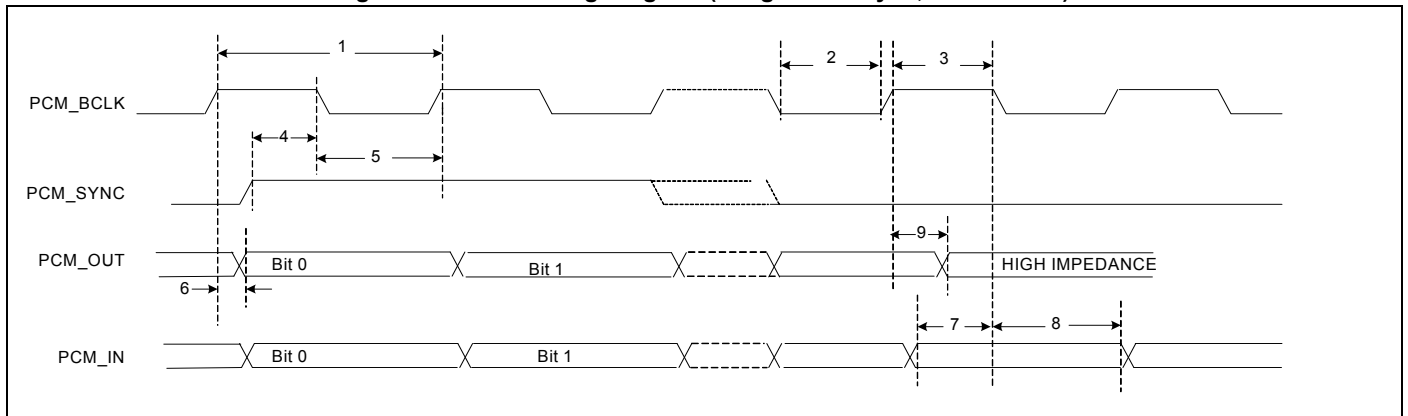 1
2
3
PCM_BCLK
4
5
PCM_SYNC
9
PCM_OUT
Bit 0
Bit 1
HIGH IMPEDANCE
6
7
8
PCM_IN
Bit 0
Bit 1